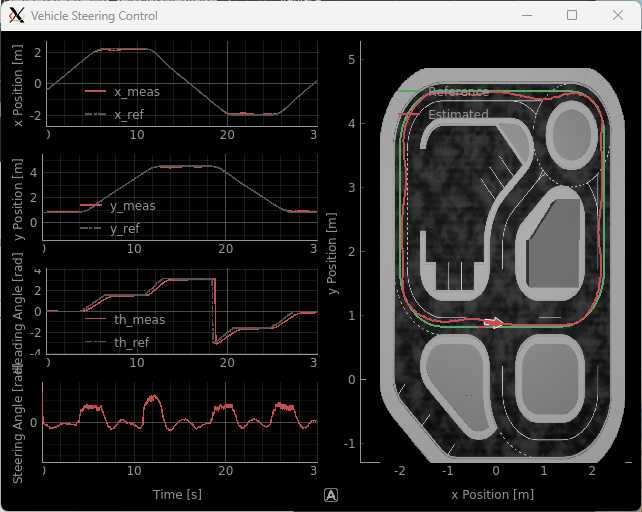 Vehicle Steering Control
x Position [m]
2
0
-2
x_meas
x_ref
0
10
20
3
y Position [m]
4
2
0
y_meas
y_ref
0
10
20
3
Heading Angle [rad]
4
2
0
-2
-4
th_meas
th_ref
0
10
20
3
Steering Angle [rad]
0
0
10
20
3
Time [s]
A
y Position [m]
5
4
3
2
1
0
-1
Reference
Estimated
-2
-1
0
1
2
x Position [m]